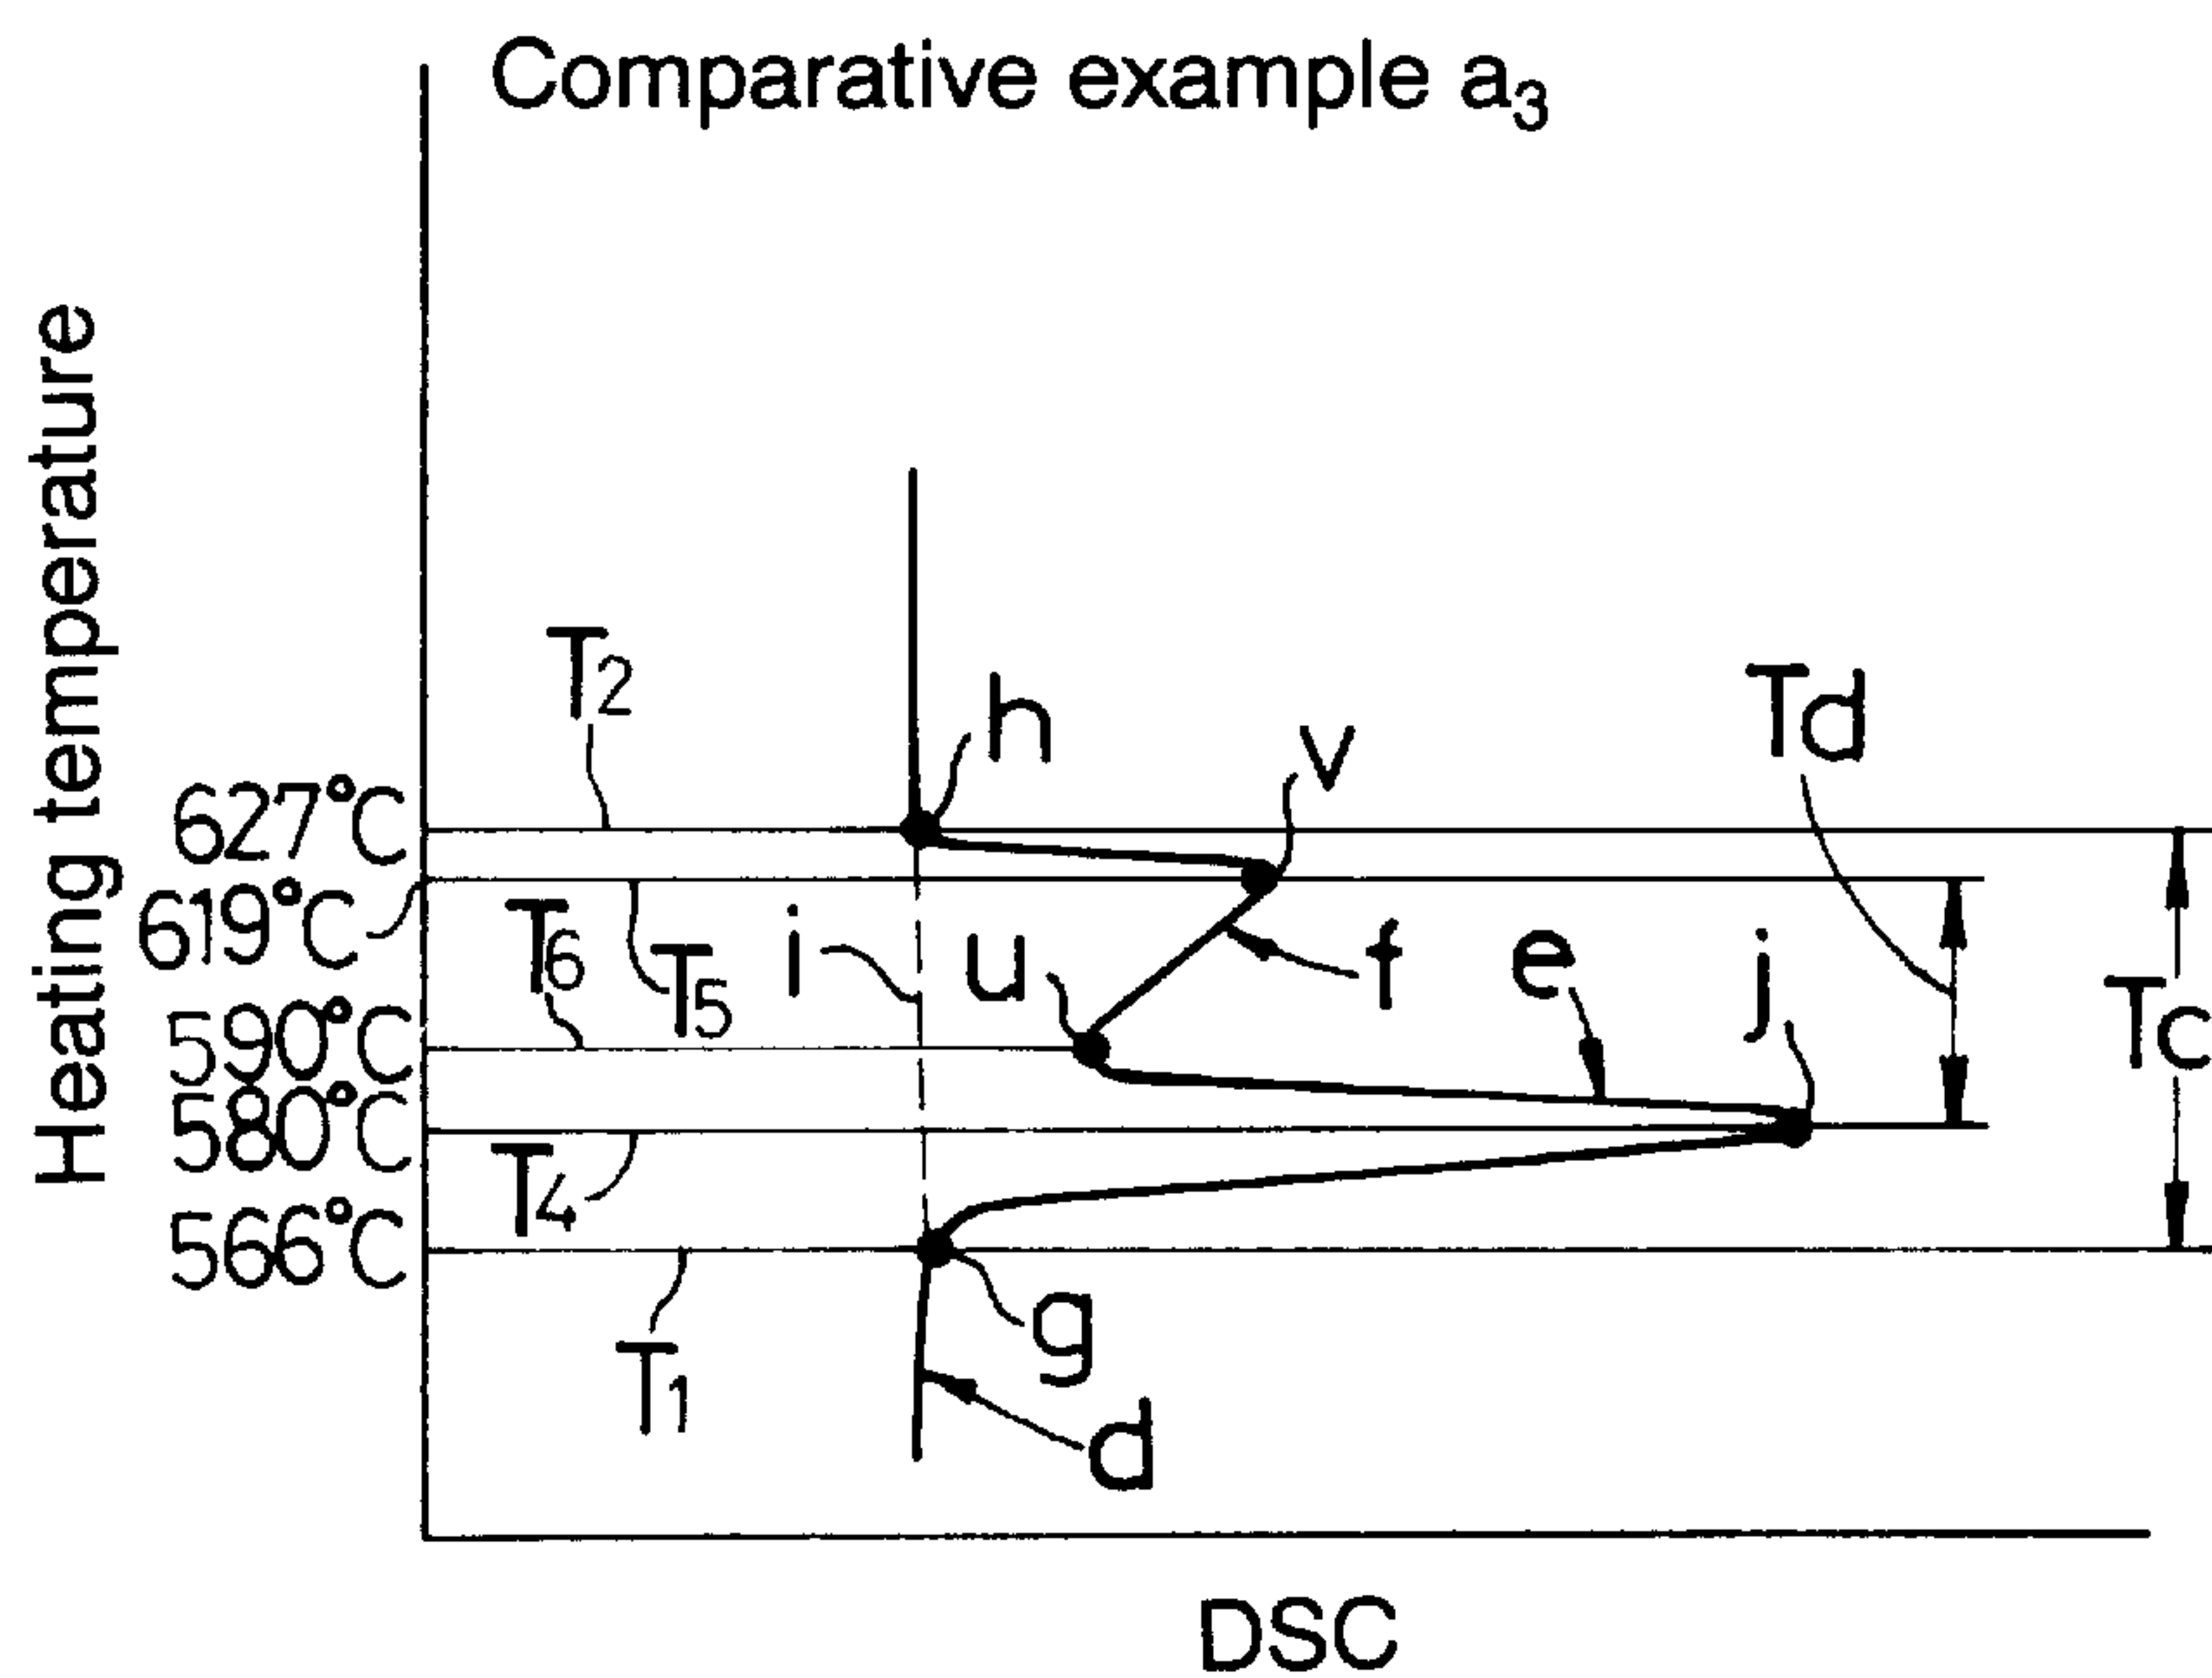 Comparative example a₃
Heating temperature
T₂
h
v
Td
627°C
619°C
T₆
T₅
i
u
f
e
j
Tc
590°C
580°C
T₄
566°C
g
T₁
d
DSC